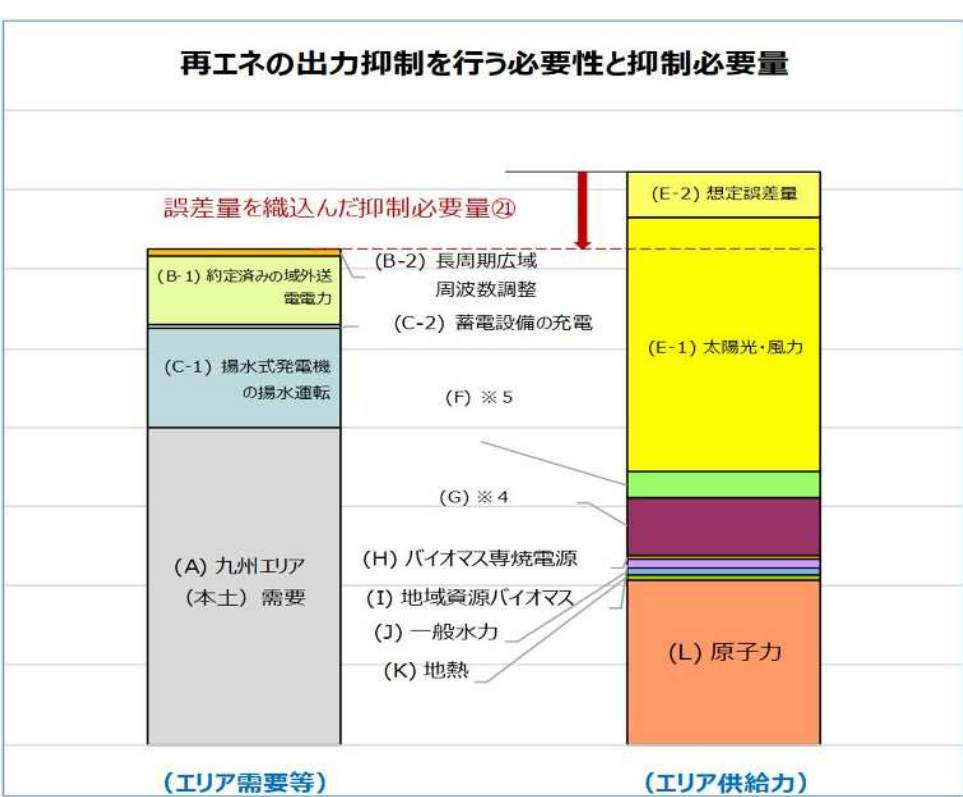 再エネの出力抑制を行う必要性と抑制必要量
誤差量を織込んだ抑制必要量㉑
(B-1) 約定済みの域外送
電電力
(C-1) 揚水式発電機
の揚水運転
(A) 九州エリア
(本土) 需要
(B-2) 長周期広域
周波数調整
(C-2) 蓄電設備の充電
(F) ※5
(G) ※4
(H) バイオマス専焼電源
(I) 地域資源バイオマス
(J) 一般水力
(K) 地熱
(E-2) 想定誤差量
(E-1) 太陽光・風力
(L) 原子力
(エリア需要等)
(エリア供給力)